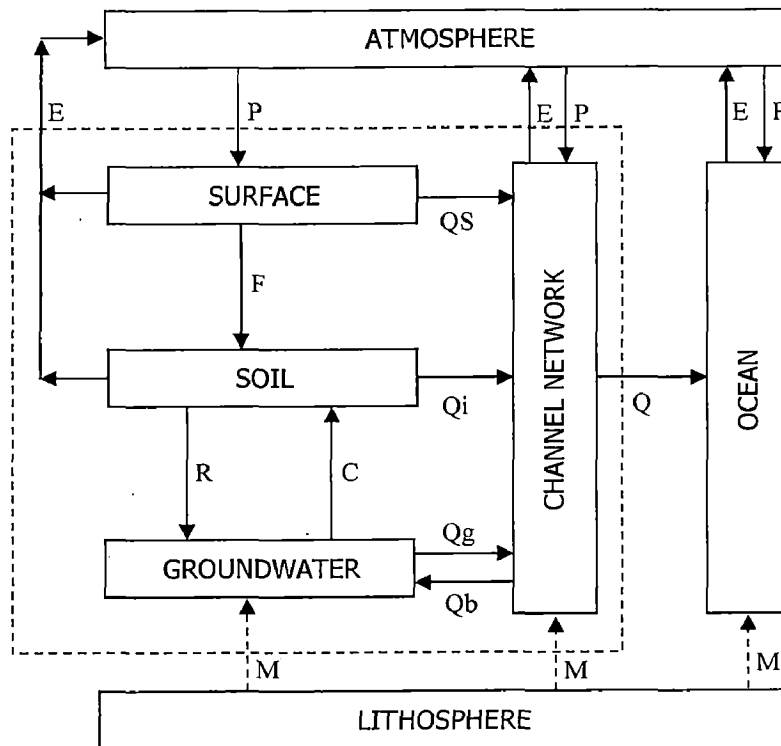 ATMOSPHERE
E P E P E P
SURFACE
QS
F
SOIL
Qi
Q
R C
Qg
GROUNDWATER
Qb
CHANNEL NETWORK
OCEAN
M M M
LITHOSPHERE